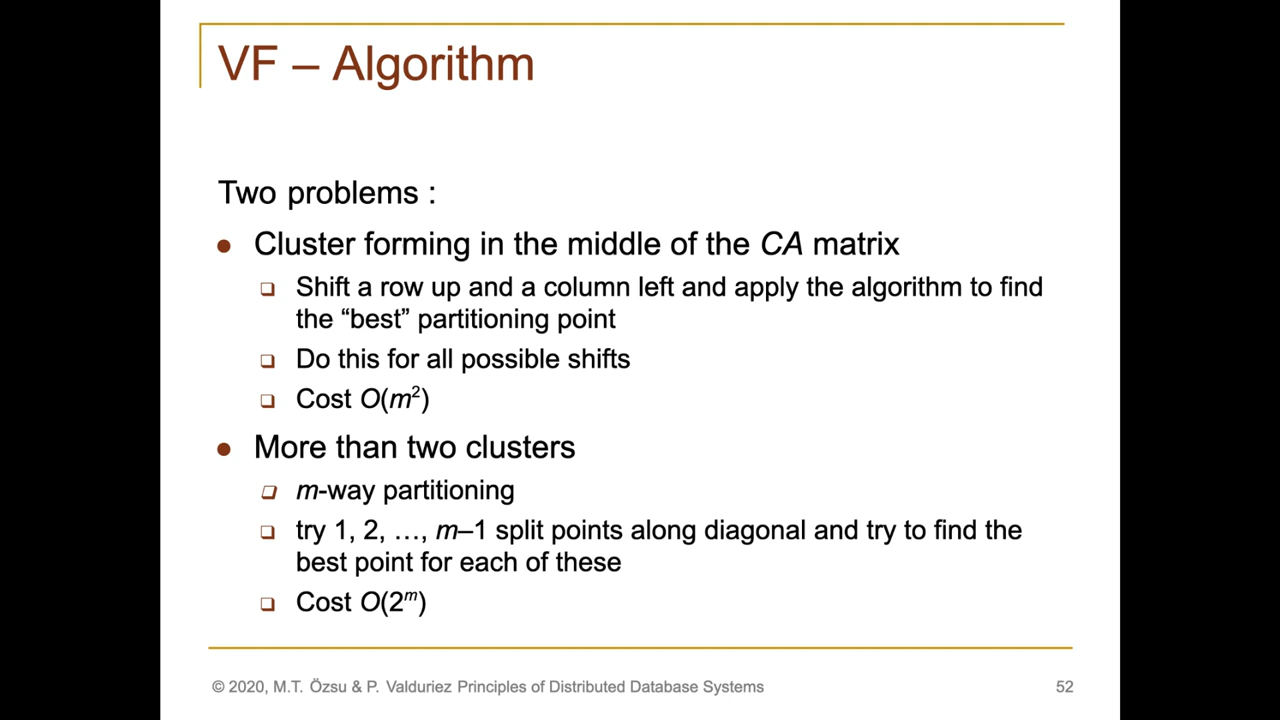 VF – Algorithm
Two problems :
● Cluster forming in the middle of the CA matrix
❑ Shift a row up and a column left and apply the algorithm to find
the “best” partitioning point
❑ Do this for all possible shifts
❑ Cost O(m²)
● More than two clusters
❑ m-way partitioning
❑ try 1, 2, …, m–1 split points along diagonal and try to find the
best point for each of these
❑ Cost O(2ᵐ)
© 2020, M.T. Özsu & P. Valduriez Principles of Distributed Database Systems
52